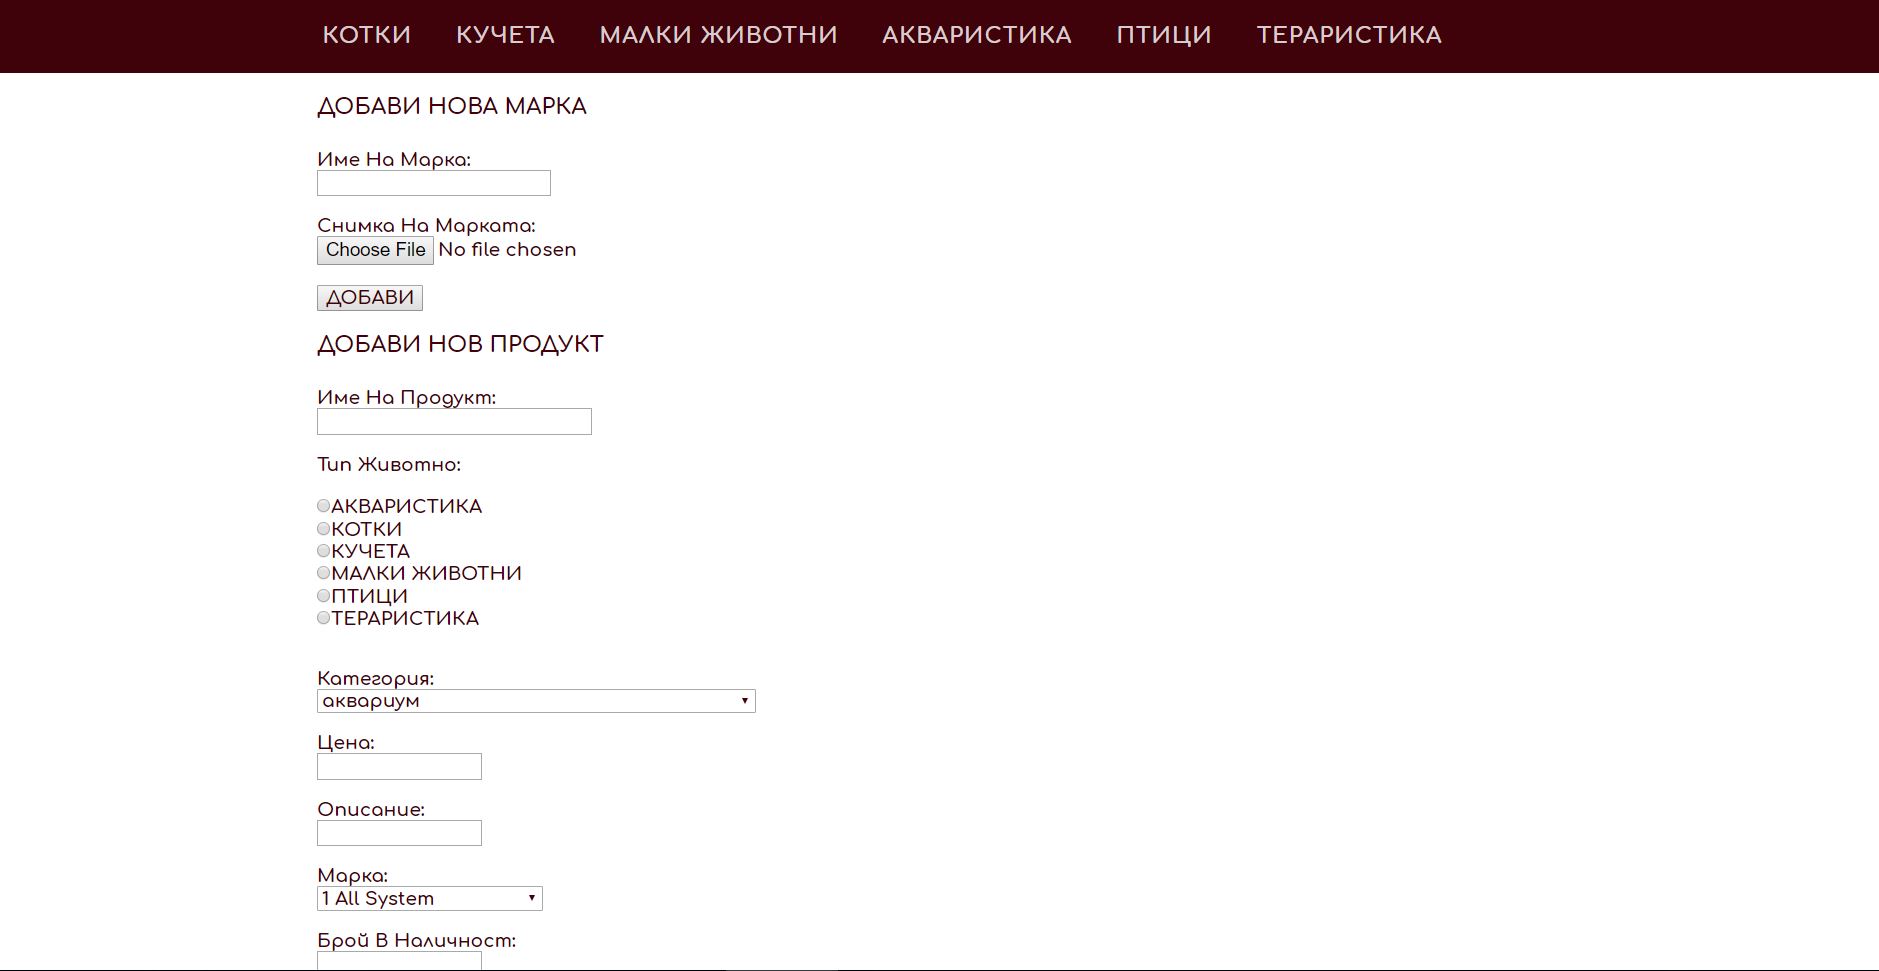 КОТКИ КУЧЕТА МАЛКИ ЖИВОТНИ АКВАРИСТИКА ПТИЦИ ТЕРАРИСТИКА
ДОБАВИ НОВА МАРКА
Име На Марка:
Снимка На Марката:
Choose File No file chosen
ДОБАВИ
ДОБАВИ НОВ ПРОДУКТ
Име На Продукт:
Тип Животно:
АКВАРИСТИКА
КОТКИ
КУЧЕТА
МАЛКИ ЖИВОТНИ
ПТИЦИ
ТЕРАРИСТИКА
Категория:
аквариум
Цена:
Описание:
Марка:
1 All System
Брой В Наличност: